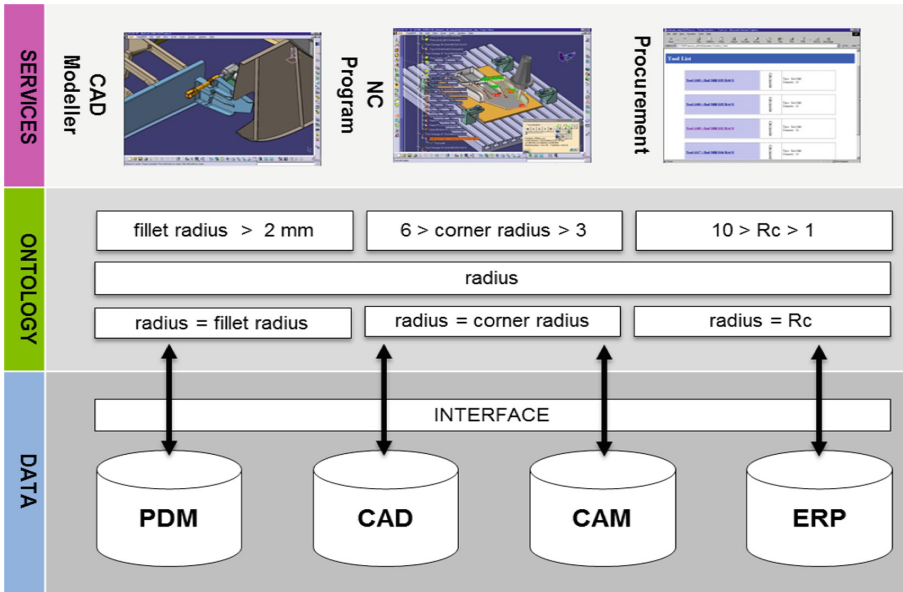 SERVICES
CAD
Modeller
NC
Program
Procurement
Tool List
ONTOLOGY
fillet radius > 2 mm
6 > corner radius > 3
10 > Rc > 1
radius
radius = fillet radius
radius = corner radius
radius = Rc
DATA
INTERFACE
PDM
CAD
CAM
ERP